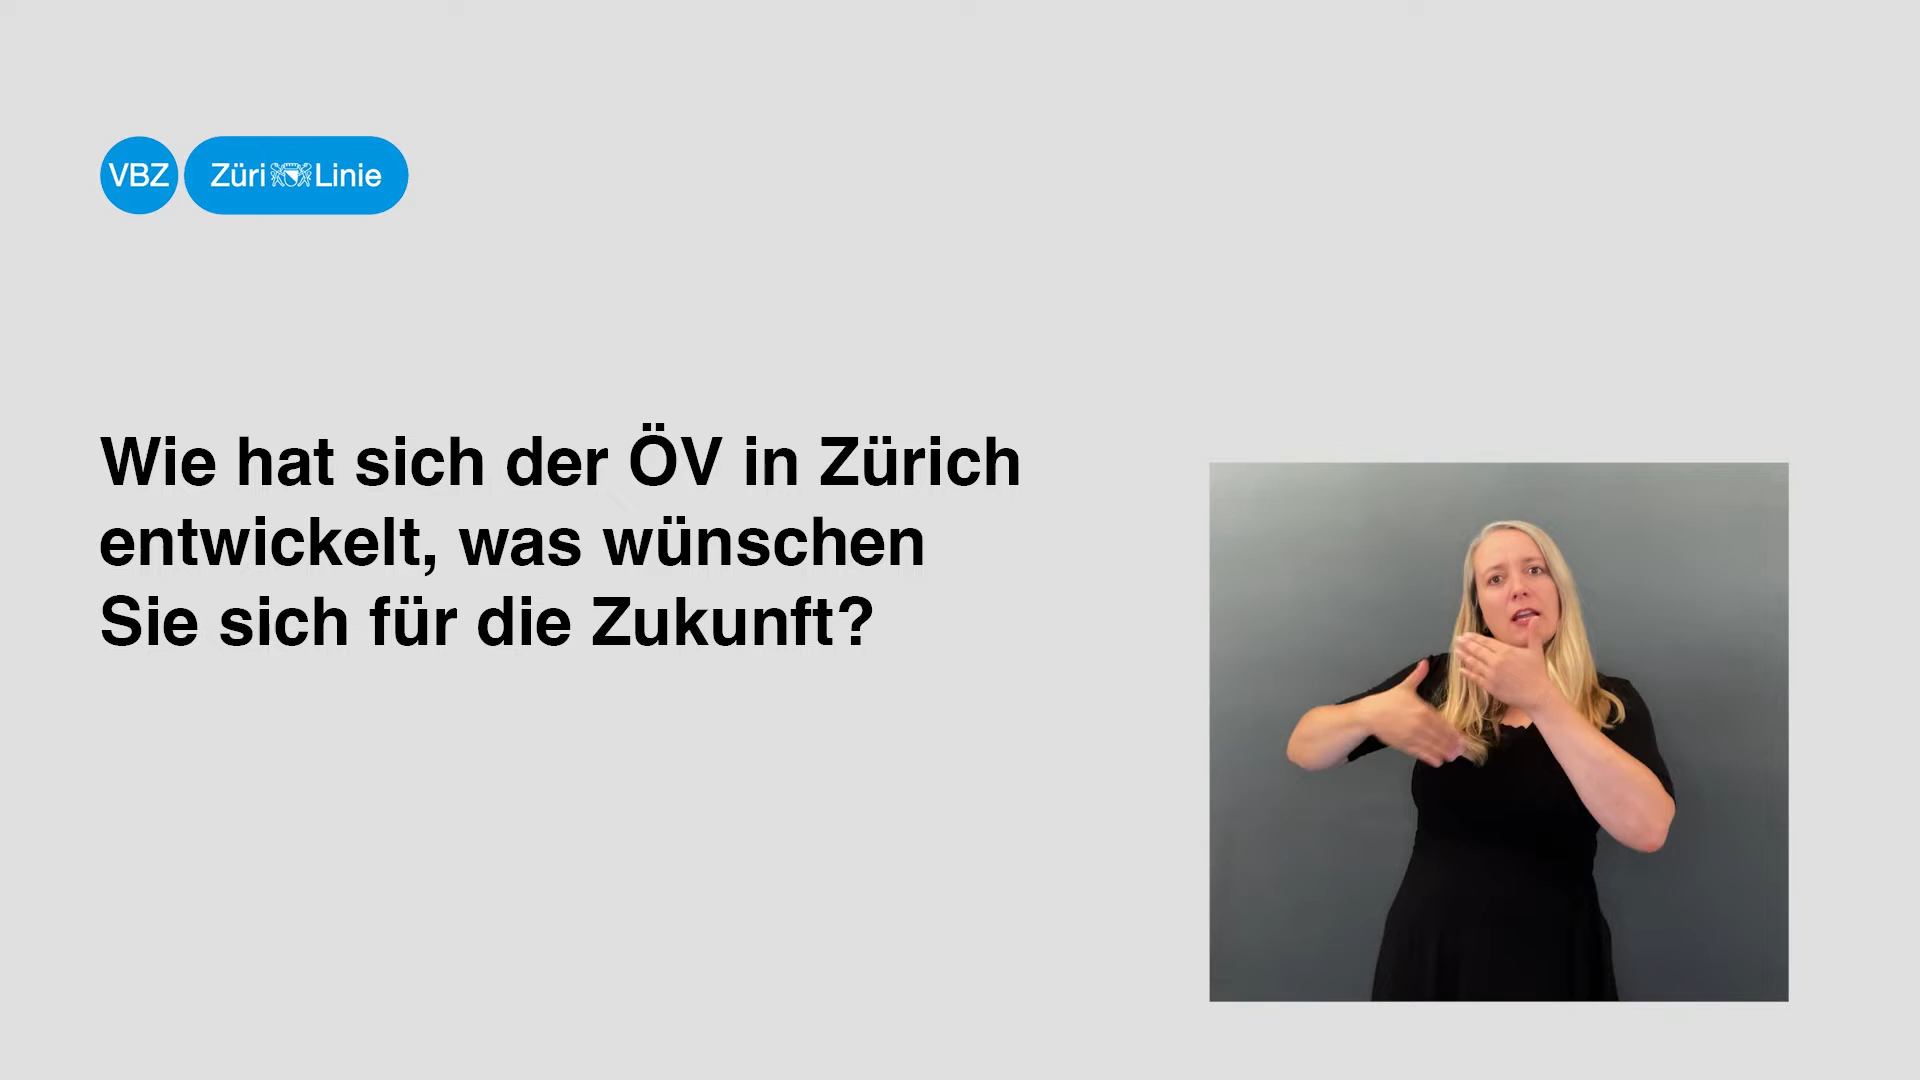 VBZ Züri Linie
Wie hat sich der ÖV in Zürich
entwickelt, was wünschen
Sie sich für die Zukunft?